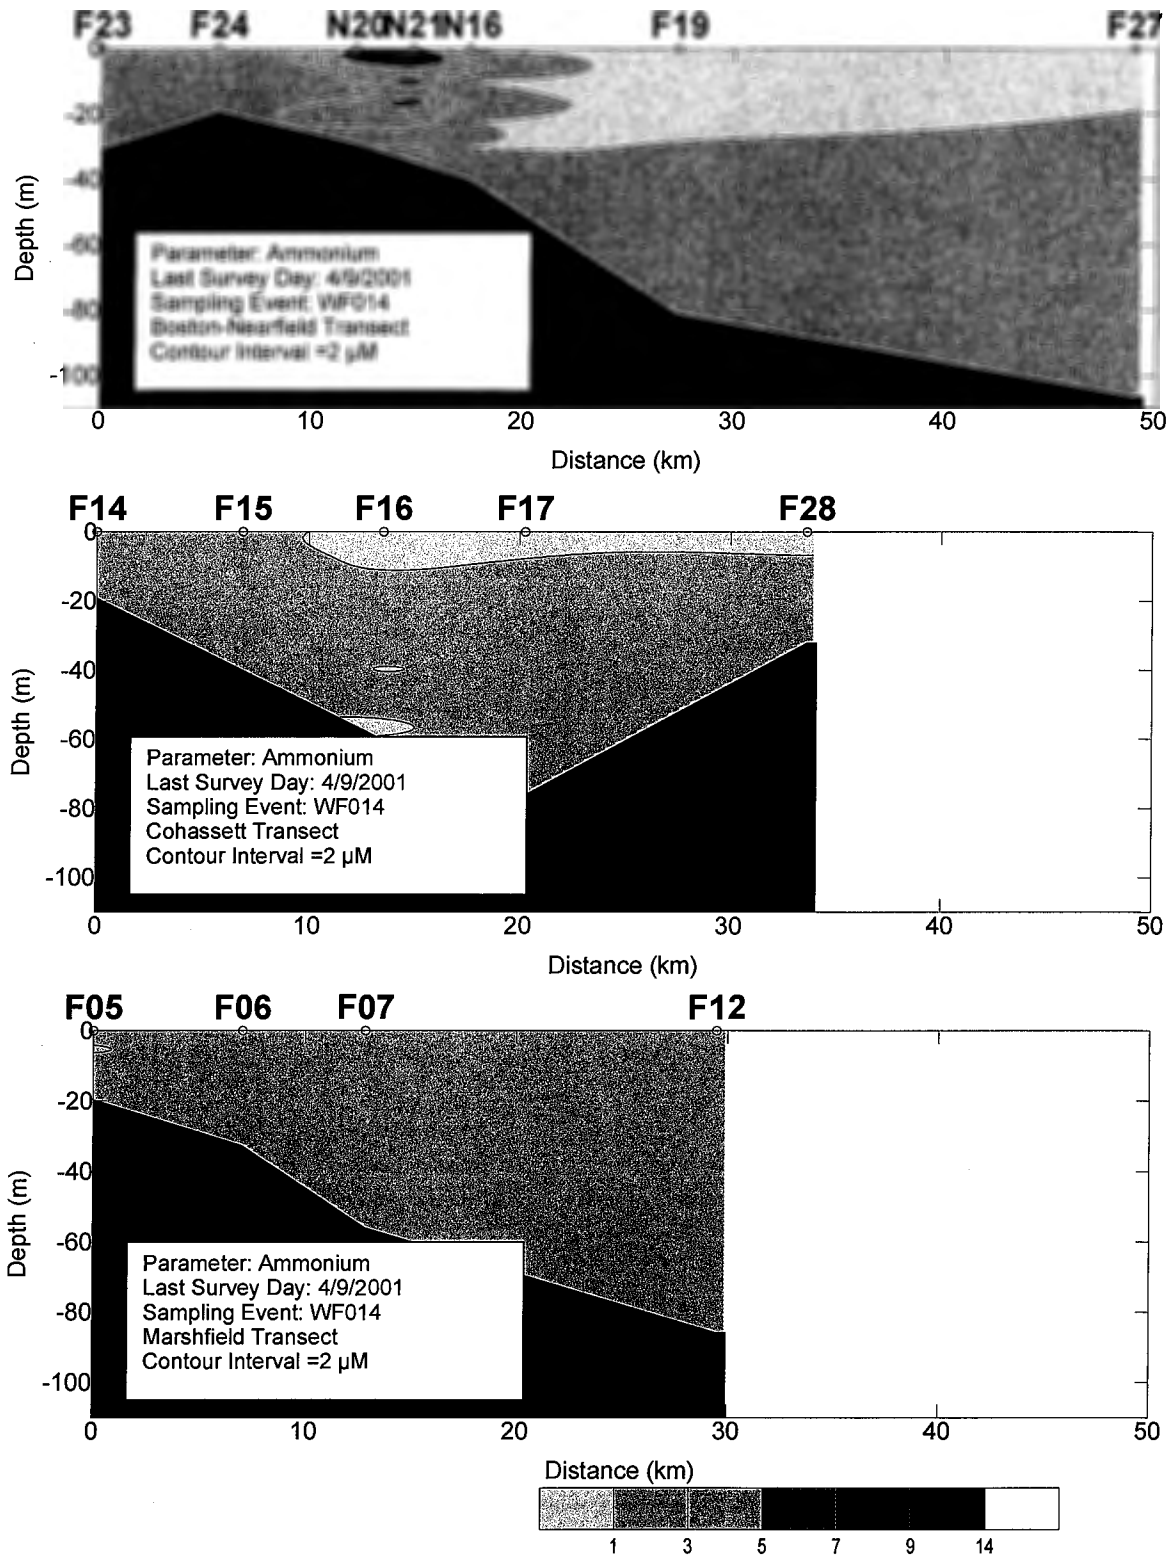 F23 F24 N20 N21 N16 F19 F27
0
-20
-40
-60
-80
-100
Depth (m)
Parameter: Ammonium
Last Survey Day: 4/9/2001
Sampling Event: WF014
Boston-Nearfield Transect
Contour Interval =2 µM
0 10 20 30 40 50
Distance (km)
F14 F15 F16 F17 F28
0
-20
-40
-60
-80
-100
Depth (m)
Parameter: Ammonium
Last Survey Day: 4/9/2001
Sampling Event: WF014
Cohassett Transect
Contour Interval =2 µM
0 10 20 30 40 50
Distance (km)
F05 F06 F07 F12
0
-20
-40
-60
-80
-100
Depth (m)
Parameter: Ammonium
Last Survey Day: 4/9/2001
Sampling Event: WF014
Marshfield Transect
Contour Interval =2 µM
0 10 20 30 40 50
Distance (km)
1 3 5 7 9 14